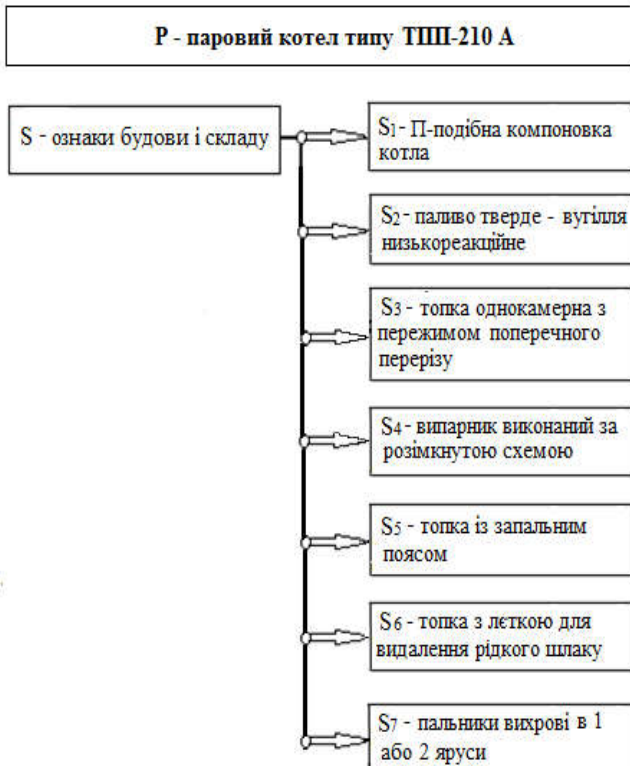 Р - паровий котел типу ТПП-210 А
S - ознаки будови і складу
S1 - П-подібна компоновка
котла
S2 - паливо тверде - вугілля
низькореакційне
S3 - топка однокамерна з
пережимом поперечного
перерізу
S4 - випарник виконаний за
розімкнутою схемою
S5 - топка із запальним
поясом
S6 - топка з лєткою для
видалення рідкого шлаку
S7 - пальники вихрові в 1
або 2 яруси